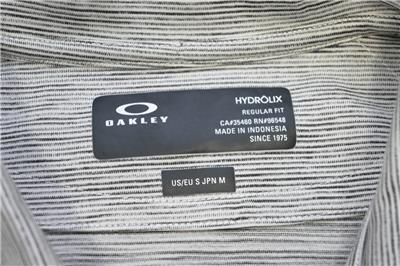 OAKLEY
HYDROLIX
REGULAR FIT
CA#35460 RN#96548
MADE IN INDONESIA
SINCE 1975
US/EU S JPN M